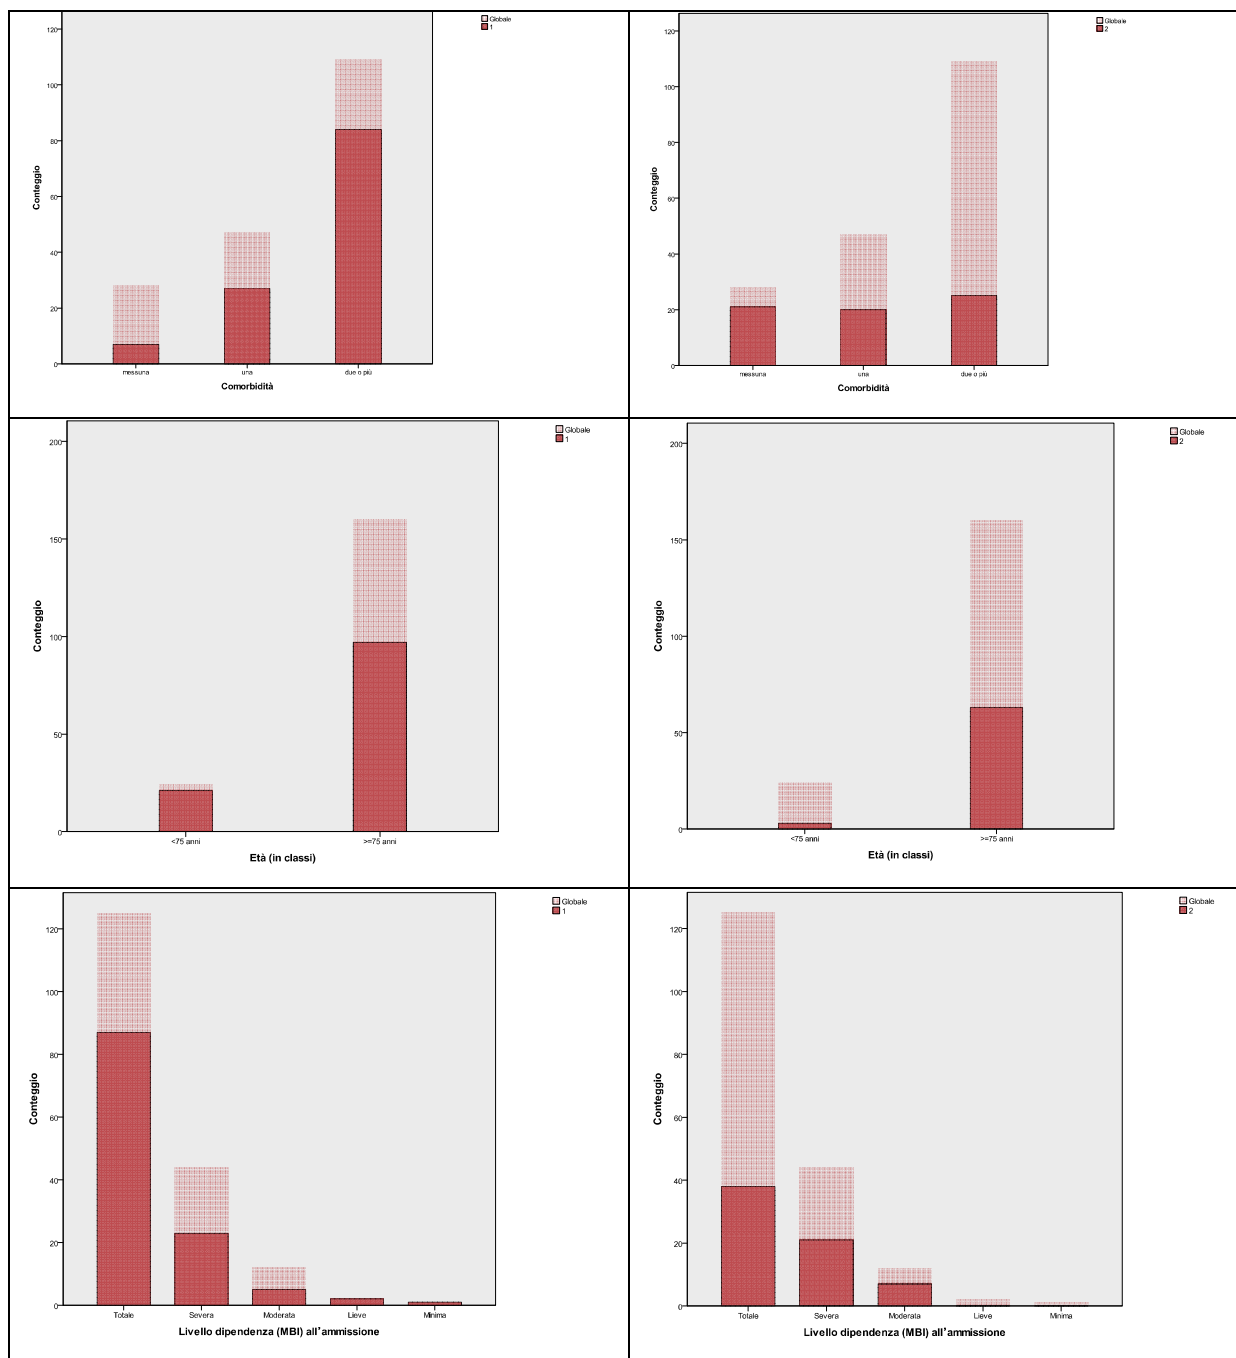 Globale
1
120
100
80
60
40
20
0
Conteggio
nessuna una due o più
Comorbidità
Globale
2
120
100
80
60
40
20
0
Conteggio
nessuna una due o più
Comorbidità
Globale
1
200
150
100
50
0
Conteggio
<75 anni >=75 anni
Età (in classi)
Globale
2
200
150
100
50
0
Conteggio
<75 anni >=75 anni
Età (in classi)
Globale
1
120
100
80
60
40
20
0
Conteggio
Totale Severa Moderata Lieve Minima
Livello dipendenza (MBI) all'ammissione
Globale
2
120
100
80
60
40
20
0
Conteggio
Totale Severa Moderata Lieve Minima
Livello dipendenza (MBI) all'ammissione